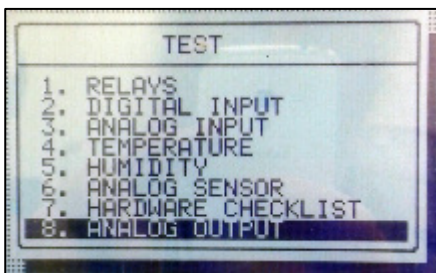 TEST
1. RELAYS
2. DIGITAL INPUT
3. ANALOG INPUT
4. TEMPERATURE
5. HUMIDITY
6. ANALOG SENSOR
7. HARDWARE CHECKLIST
8. ANALOG OUTPUT